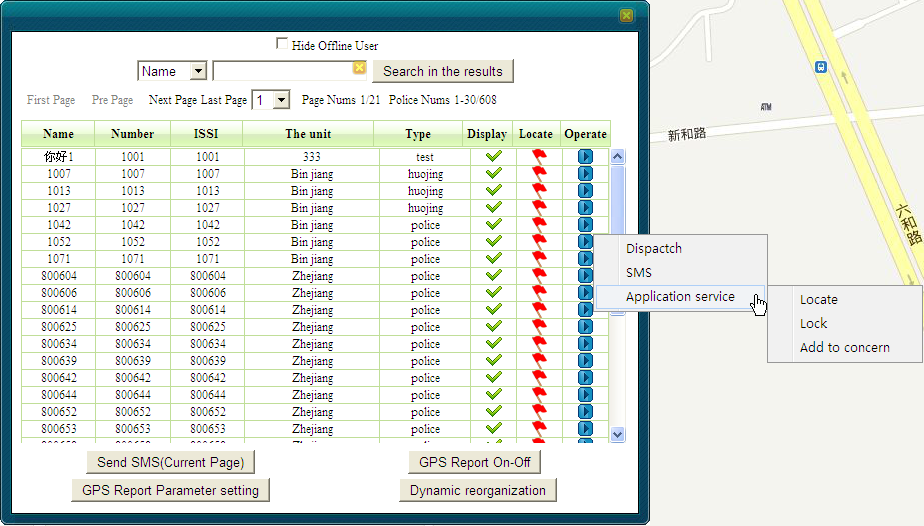 Hide Offline User
Name Search in the results
First Page Pre Page Next Page Last Page 1 Page Nums 1/21 Police Nums 1-30/608
Name Number ISSI The unit Type Display Locate Operate
你好1 1001 1001 333 test
1007 1007 1007 Bin jiang huojing
1013 1013 1013 Bin jiang huojing
1027 1027 1027 Bin jiang huojing
1042 1042 1042 Bin jiang police
1052 1052 1052 Bin jiang police
1071 1071 1071 Bin jiang police
800604 800604 800604 Zhejiang police
800606 800606 800606 Zhejiang police
800614 800614 800614 Zhejiang police
800625 800625 800625 Zhejiang police
800634 800634 800634 Zhejiang police
800639 800639 800639 Zhejiang police
800642 800642 800642 Zhejiang police
800644 800644 800644 Zhejiang police
800652 800652 800652 Zhejiang police
800653 800653 800653 Zhejiang police
Send SMS(Current Page) GPS Report On-Off
GPS Report Parameter setting Dynamic reorganization
Dispactch
SMS
Application service
Locate
Lock
Add to concern
ATM
新和路
六和路